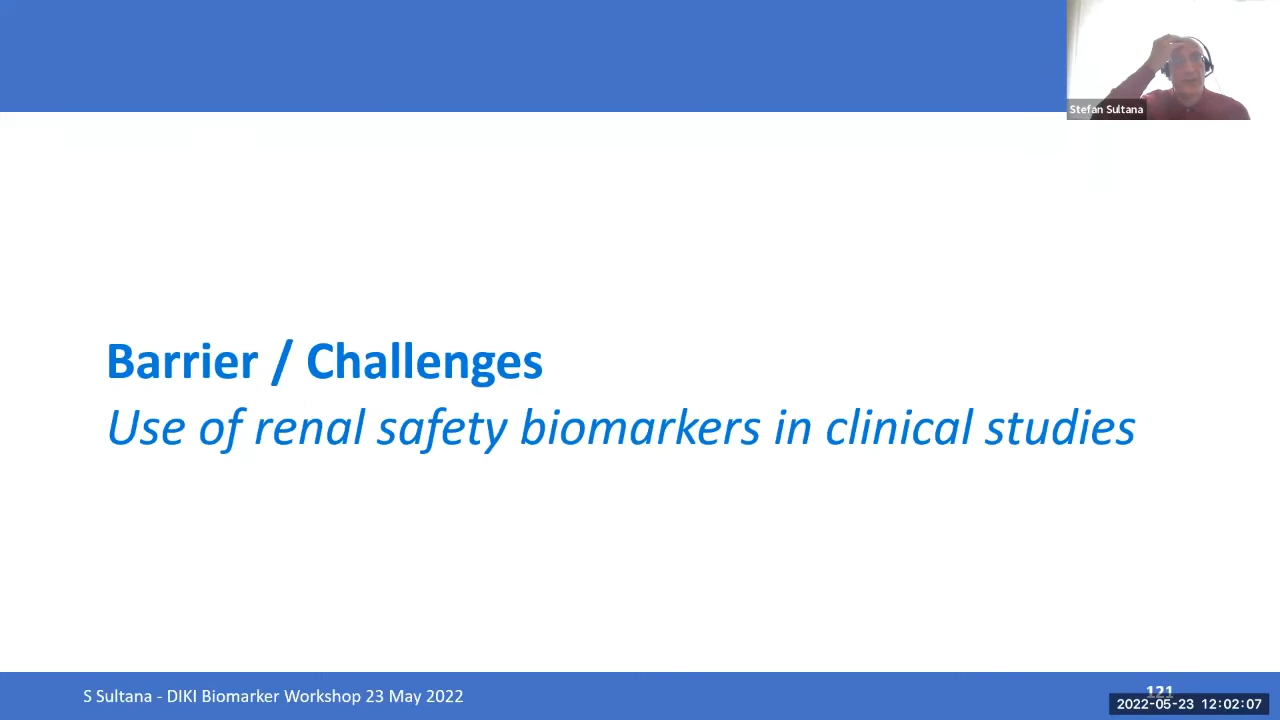 Stefan Sultana
Barrier / Challenges
Use of renal safety biomarkers in clinical studies
S Sultana - DIKI Biomarker Workshop 23 May 2022
121
2022-05-23 12:02:07